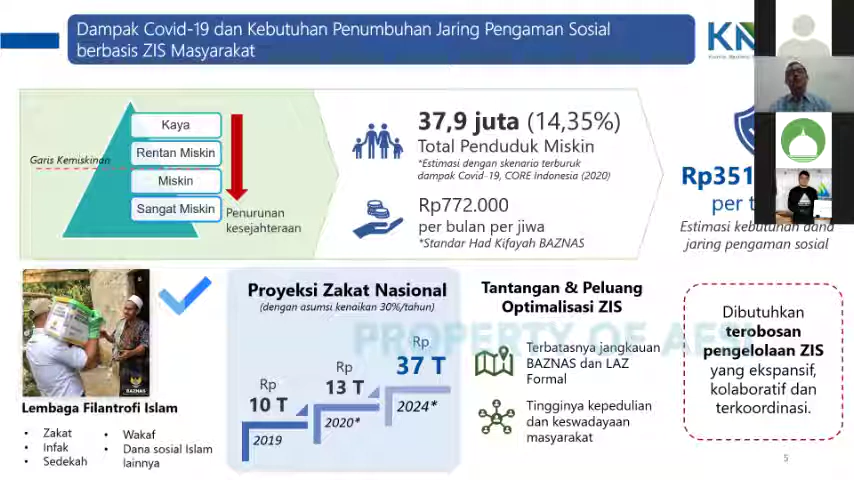 Dampak Covid-19 dan Kebutuhan Penumbuhan Jaring Pengaman Sosial
berbasis ZIS Masyarakat
Garis Kemiskinan
Kaya
Rentan Miskin
Miskin
Sangat Miskin
Penurunan
kesejahteraan
37,9 juta (14,35%)
Total Penduduk Miskin
*Estimasi dengan skenario terburuk
dampak Covid-19, CORE Indonesia (2020)
Rp772.000
per bulan per jiwa
*Standar Had Kifayah BAZNAS
Rp351
per t
Estimasi kebutuhan dana
jaring pengaman sosial
BAZNAS
Lembaga Filantrofi Islam
• Zakat
• Infak
• Sedekah
• Wakaf
• Dana sosial Islam
lainnya
Proyeksi Zakat Nasional
(dengan asumsi kenaikan 30%/tahun)
Rp
10 T
2019
Rp
13 T
2020*
Rp
37 T
2024*
Tantangan & Peluang
Optimalisasi ZIS
Terbatasnya jangkauan
BAZNAS dan LAZ
Formal
Tingginya kepedulian
dan keswadayaan
masyarakat
Dibutuhkan
terobosan
pengelolaan ZIS
yang ekspansif,
kolaboratif dan
terkoordinasi.
PROPERTY OF
5